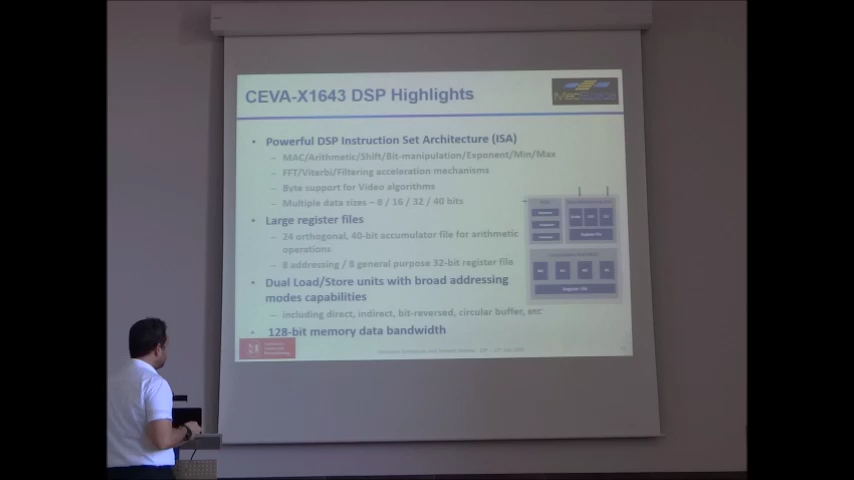 CEVA-X1643 DSP Highlights
MacSpace
• Powerful DSP Instruction Set Architecture (ISA)
– MAC/Arithmetic/Shift/Bit-manipulation/Exponent/Min/Max
– FFT/Viterbi/Filtering acceleration mechanisms
– Byte support for Video algorithms
– Multiple data sizes – 8 / 16 / 32 / 40 bits
• Large register files
– 24 orthogonal, 40-bit accumulator file for arithmetic
operations
– 8 addressing / 8 general purpose 32-bit register file
• Dual Load/Store units with broad addressing
modes capabilities
– including direct, indirect, bit-reversed, circular buffer, etc
• 128-bit memory data bandwidth